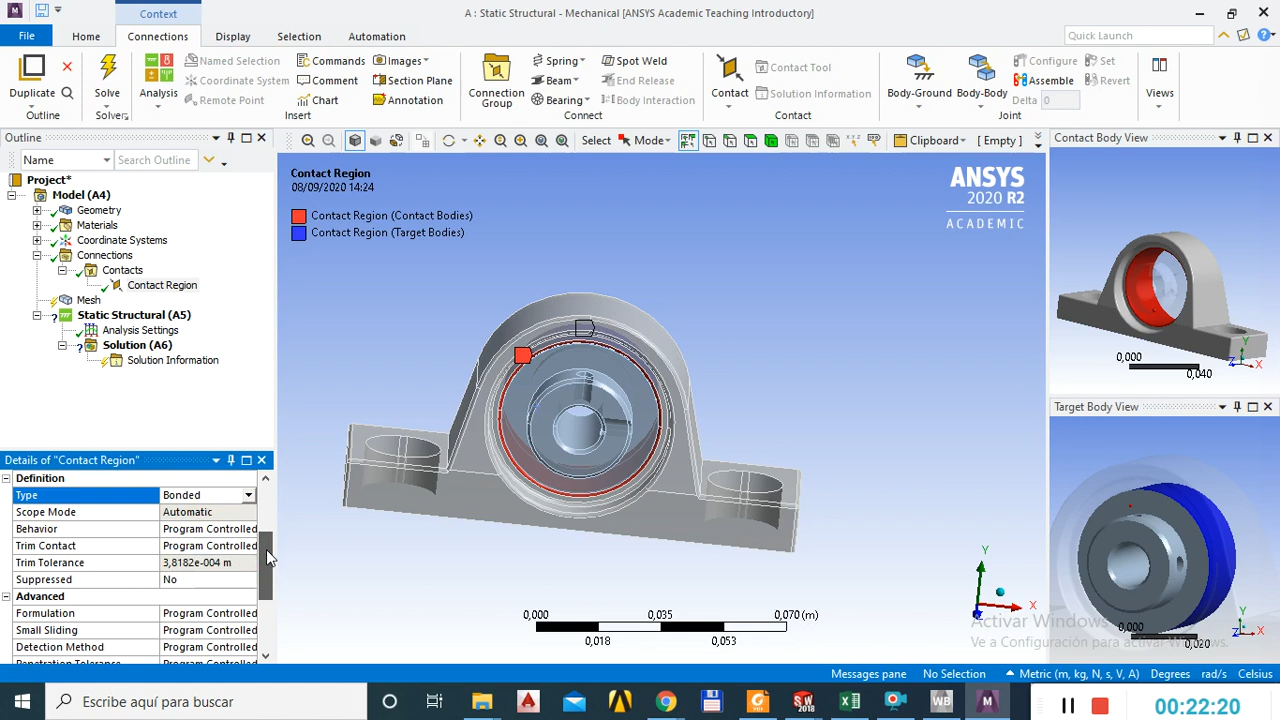 Context
A : Static Structural - Mechanical [ANSYS Academic Teaching Introductory]
File Home Connections Display Selection Automation Quick Launch
Duplicate Solve Analysis Named Selection Coordinate System Remote Point Commands Comment Chart Images Section Plane Annotation Connection Group Spring Beam Bearing Spot Weld End Release Body Interaction Contact Contact Tool Solution Information Body-Ground Body-Body Configure Set Assemble Revert Delta 0 Views
Outline Solver Insert Connect Contact Joint
Outline
Select Mode Clipboard [ Empty ]
Name Search Outline
Project*
Model (A4)
Geometry
Materials
Coordinate Systems
Connections
Contacts
Contact Region
Mesh
Static Structural (A5)
Analysis Settings
Solution (A6)
Solution Information
Details of "Contact Region"
Definition
Type Bonded
Scope Mode Automatic
Behavior Program Controlled
Trim Contact Program Controlled
Trim Tolerance 3,8182e-004 m
Suppressed No
Advanced
Formulation Program Controlled
Small Sliding Program Controlled
Detection Method Program Controlled
Penetration Tolerance Program Controlled
Contact Region
08/09/2020 14:24
Contact Region (Contact Bodies)
Contact Region (Target Bodies)
ANSYS
2020 R2
ACADEMIC
0,000 0,035 0,070 (m)
0,018 0,053
Y
X
Contact Body View
0,000
0,040
Y
Z X
Target Body View
0,000
0,020
Y
Z X
Activar Windows
Ve a Configuración para activar Windows.
Messages pane No Selection Metric (m, kg, N, s, V, A) Degrees rad/s Celsius
Escribe aquí para buscar
SW
2018
WB
M
00:22:20